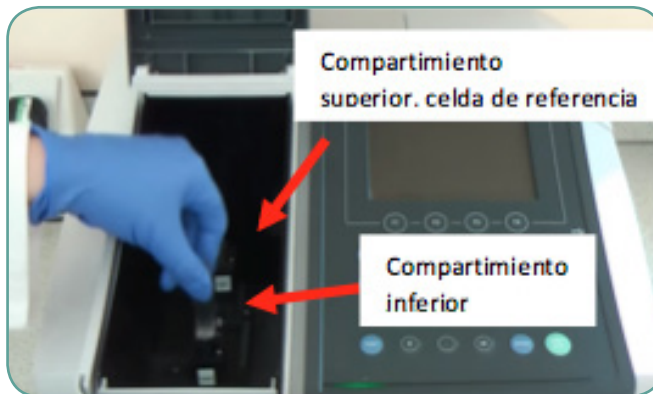 Compartimiento
superior, celda de referencia
Compartimiento
inferior